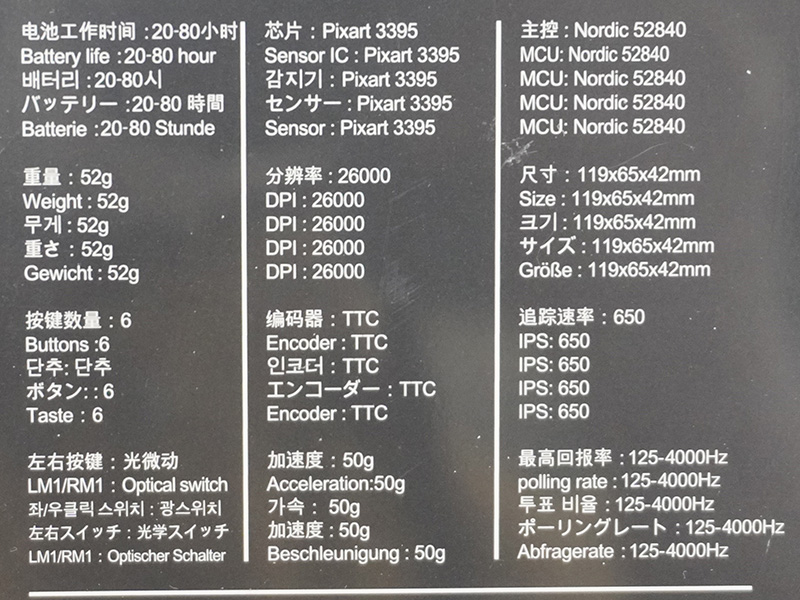 电池工作时间 : 20-80小时
Battery life : 20-80 hour
배터리 : 20-80시
バッテリー : 20-80 時間
Batterie : 20-80 Stunde
重量 : 52g
Weight : 52g
무게 : 52g
重さ : 52g
Gewicht : 52g
按键数量 : 6
Buttons :6
단추: 단추
ボタン: : 6
Taste : 6
左右按键 : 光微动
LM1/RM1 : Optical switch
좌/우클릭 스위치 : 광스위치
左右スイッチ : 光学スイッチ
LM1/RM1 : Optischer Schalter
芯片 : Pixart 3395
Sensor IC : Pixart 3395
감지기 : Pixart 3395
センサー : Pixart 3395
Sensor : Pixart 3395
分辨率 : 26000
DPI : 26000
DPI : 26000
DPI : 26000
DPI : 26000
编码器 : TTC
Encoder : TTC
인코더 : TTC
エンコーダー : TTC
Encoder : TTC
加速度 : 50g
Acceleration:50g
가속 : 50g
加速度 : 50g
Beschleunigung : 50g
主控 : Nordic 52840
MCU: Nordic 52840
MCU: Nordic 52840
MCU: Nordic 52840
MCU: Nordic 52840
尺寸 : 119x65x42mm
Size : 119x65x42mm
크기 : 119x65x42mm
サイズ : 119x65x42mm
Größe : 119x65x42mm
追踪速率 : 650
IPS: 650
IPS: 650
IPS: 650
IPS: 650
最高回报率 : 125-4000Hz
polling rate : 125-4000Hz
투표 비율 : 125-4000Hz
ポーリングレート : 125-4000Hz
Abfragerate : 125-4000Hz